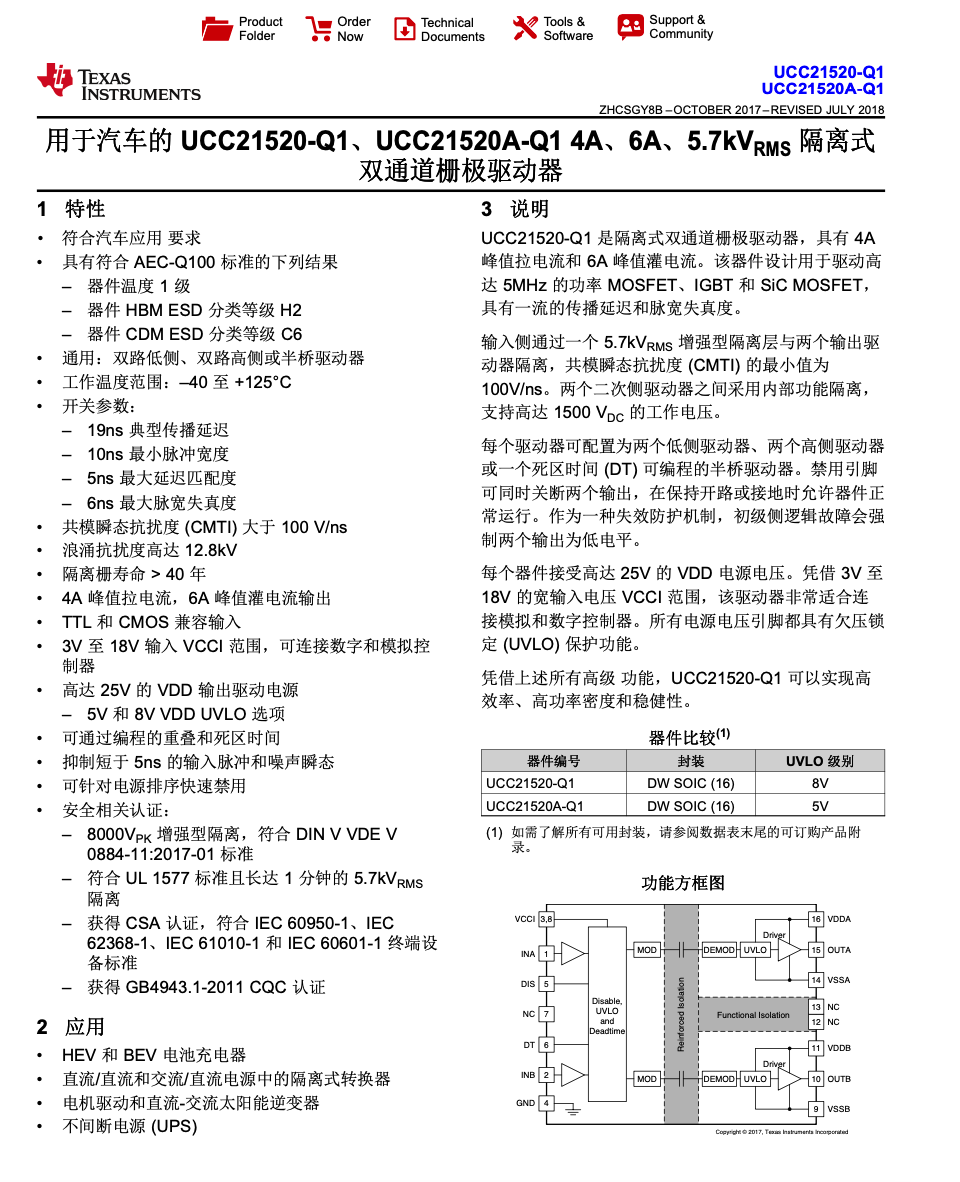 Product
Folder
Order
Now
Technical
Documents
Tools &
Software
Support &
Community
TEXAS
INSTRUMENTS
UCC21520-Q1
UCC21520A-Q1
ZHCSGY8B –OCTOBER 2017–REVISED JULY 2018
用于汽车的 UCC21520-Q1、UCC21520A-Q1 4A、6A、5.7kVRMS 隔离式
双通道栅极驱动器
1 特性
• 符合汽车应用 要求
• 具有符合 AEC-Q100 标准的下列结果
– 器件温度 1 级
– 器件 HBM ESD 分类等级 H2
– 器件 CDM ESD 分类等级 C6
• 通用：双路低侧、双路高侧或半桥驱动器
• 工作温度范围：–40 至 +125°C
• 开关参数：
– 19ns 典型传播延迟
– 10ns 最小脉冲宽度
– 5ns 最大延迟匹配度
– 6ns 最大脉宽失真度
• 共模瞬态抗扰度 (CMTI) 大于 100 V/ns
• 浪涌抗扰度高达 12.8kV
• 隔离栅寿命 > 40 年
• 4A 峰值拉电流，6A 峰值灌电流输出
• TTL 和 CMOS 兼容输入
• 3V 至 18V 输入 VCCI 范围，可连接数字和模拟控
制器
• 高达 25V 的 VDD 输出驱动电源
– 5V 和 8V VDD UVLO 选项
• 可通过编程的重叠和死区时间
• 抑制短于 5ns 的输入脉冲和噪声瞬态
• 可针对电源排序快速禁用
• 安全相关认证：
– 8000VPK 增强型隔离，符合 DIN V VDE V
0884-11:2017-01 标准
– 符合 UL 1577 标准且长达 1 分钟的 5.7kVRMS
隔离
– 获得 CSA 认证，符合 IEC 60950-1、IEC
62368-1、IEC 61010-1 和 IEC 60601-1 终端设
备标准
– 获得 GB4943.1-2011 CQC 认证
2 应用
• HEV 和 BEV 电池充电器
• 直流/直流和交流/直流电源中的隔离式转换器
• 电机驱动和直流-交流太阳能逆变器
• 不间断电源 (UPS)
3 说明
UCC21520-Q1 是隔离式双通道栅极驱动器，具有 4A
峰值拉电流和 6A 峰值灌电流。该器件设计用于驱动高
达 5MHz 的功率 MOSFET、IGBT 和 SiC MOSFET，
具有一流的传播延迟和脉宽失真度。
输入侧通过一个 5.7kVRMS 增强型隔离层与两个输出驱
动器隔离，共模瞬态抗扰度 (CMTI) 的最小值为
100V/ns。两个二次侧驱动器之间采用内部功能隔离，
支持高达 1500 VDC 的工作电压。
每个驱动器可配置为两个低侧驱动器、两个高侧驱动器
或一个死区时间 (DT) 可编程的半桥驱动器。禁用引脚
可同时关断两个输出，在保持开路或接地时允许器件正
常运行。作为一种失效防护机制，初级侧逻辑故障会强
制两个输出为低电平。
每个器件接受高达 25V 的 VDD 电源电压。凭借 3V 至
18V 的宽输入电压 VCCI 范围，该驱动器非常适合连
接模拟和数字控制器。所有电源电压引脚都具有欠压锁
定 (UVLO) 保护功能。
凭借上述所有高级 功能，UCC21520-Q1 可以实现高
效率、高功率密度和稳健性。
器件比较(1)
器件编号 封装 UVLO 级别
UCC21520-Q1 DW SOIC (16) 8V
UCC21520A-Q1 DW SOIC (16) 5V
(1) 如需了解所有可用封装，请参阅数据表末尾的可订购产品附
录。
功能方框图
VCCI 3,8
INA 1
DIS 5
NC 7
DT 6
INB 2
GND 4
Disable,
UVLO
and
Deadtime
MOD
MOD
Reinforced Isolation
DEMOD UVLO
Driver
16 VDDA
15 OUTA
14 VSSA
Functional Isolation
13 NC
12 NC
11 VDDB
DEMOD UVLO
Driver
10 OUTB
9 VSSB
Copyright © 2017, Texas Instruments Incorporated